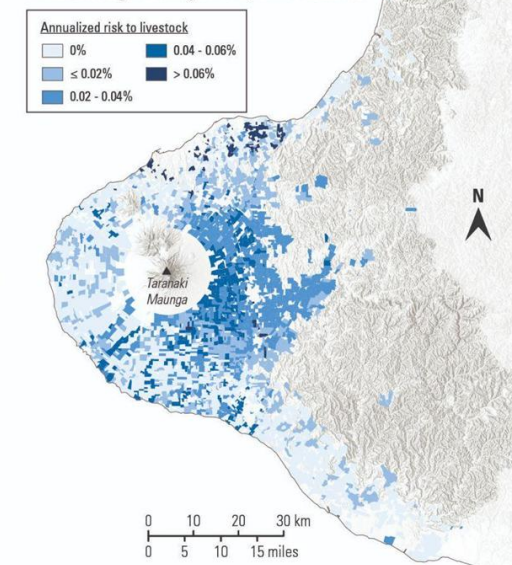 Annualized risk to livestock
0%
≤ 0.02%
0.02 - 0.04%
0.04 - 0.06%
> 0.06%
N
Taranaki
Maunga
0 10 20 30 km
0 5 10 15 miles